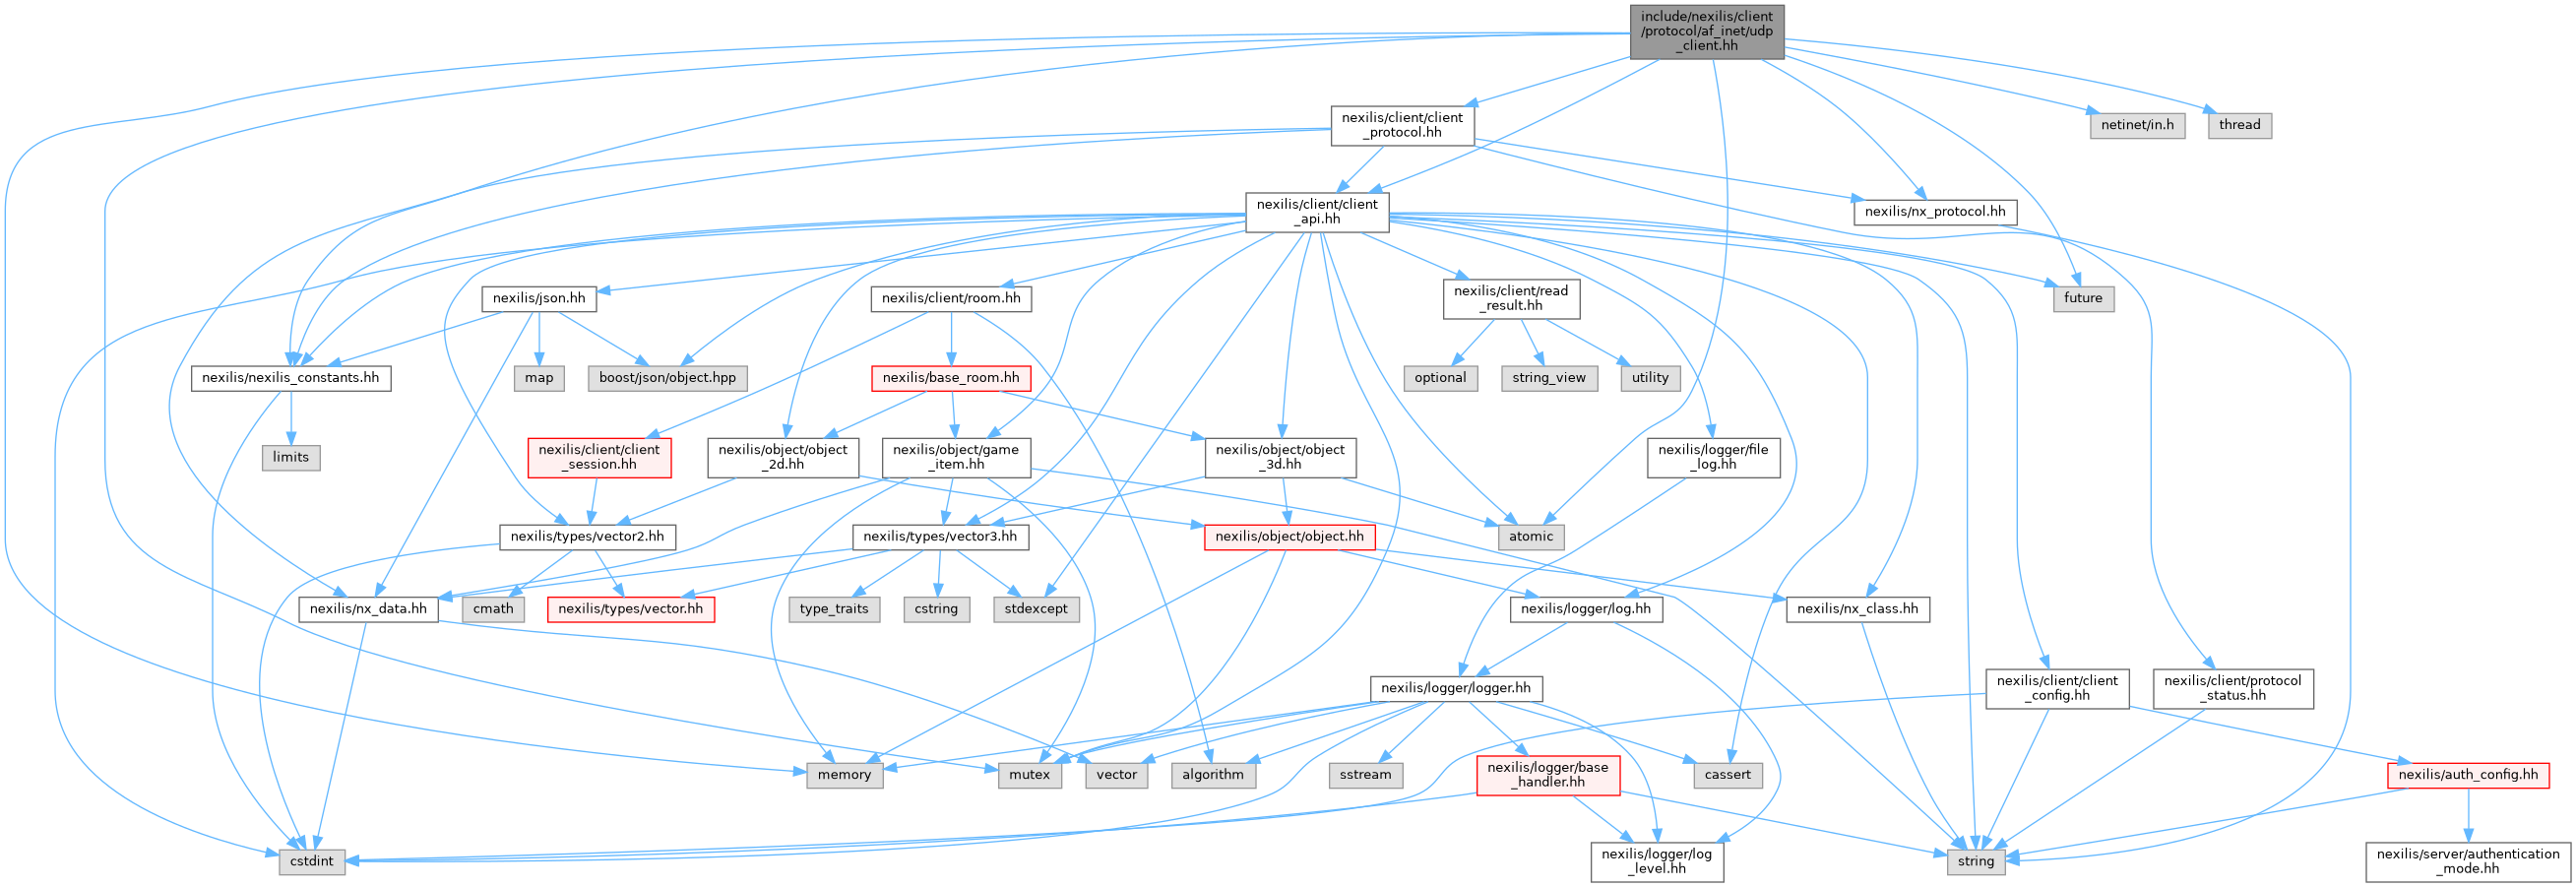 include/nexilis/client
/protocol/af_inet/udp
_client.hh
nexilis/client/client
_protocol.hh
netinet/in.h
thread
nexilis/client/client
_api.hh
nexilis/nx_protocol.hh
nexilis/json.hh
nexilis/client/room.hh
nexilis/client/read
_result.hh
future
nexilis/nexilis_constants.hh
map
boost/json/object.hpp
nexilis/base_room.hh
optional
string_view
utility
limits
nexilis/client/client
_session.hh
nexilis/object/object
_2d.hh
nexilis/object/game
_item.hh
nexilis/object/object
_3d.hh
nexilis/logger/file
_log.hh
nexilis/types/vector2.hh
nexilis/types/vector3.hh
nexilis/object/object.hh
atomic
nexilis/nx_data.hh
cmath
nexilis/types/vector.hh
type_traits
cstring
stdexcept
nexilis/logger/log.hh
nexilis/nx_class.hh
nexilis/logger/logger.hh
nexilis/client/client
_config.hh
nexilis/client/protocol
_status.hh
memory
mutex
vector
algorithm
sstream
nexilis/logger/base
_handler.hh
cassert
nexilis/auth_config.hh
cstdint
nexilis/logger/log
_level.hh
string
nexilis/server/authentication
_mode.hh